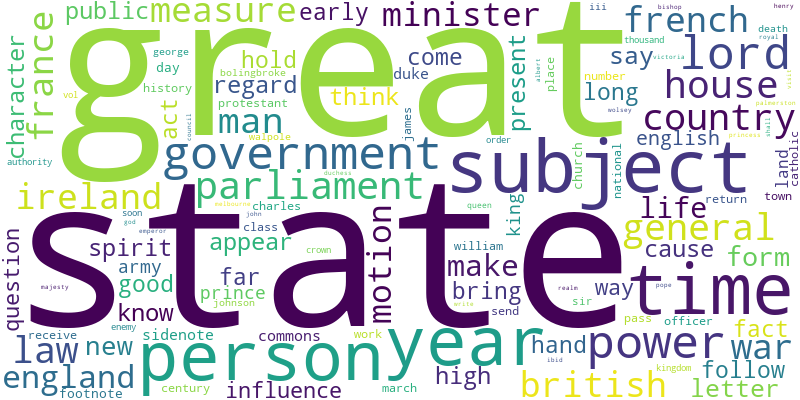 public measure early minister iii bishop henry
character france george hold come french death royal
day bolingbroke regard duke say thousand victoria lord
history think present number house
vol act protestant man james long albert place visit palmerston
council walpole order english country shall
authority government subject land catholic
great
ireland parliament duchess church national wolsey princess town
melbourne queen king life return
state
soon charles motion general
god john class crown william cause
question spirit emperor appear make form
army far bring way pope
majesty good prince realm time
know johnson send sir write
enemy pass officer fact
receive sidenote commons work hand power war
law new person year ibid kingdom follow
england century influence march high british letter
footnote